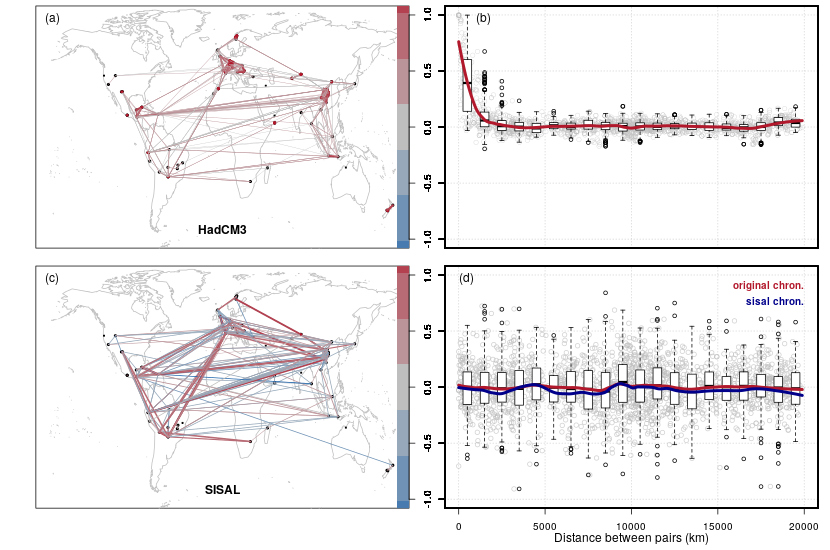 (a)
HadCM3
1.0
0.5
0.0
-0.5
-1.0
(b)
(c)
SISAL
1.0
0.5
0.0
-0.5
-1.0
(d)
original chron.
sisal chron.
0
5000
10000
15000
20000
Distance between pairs (km)